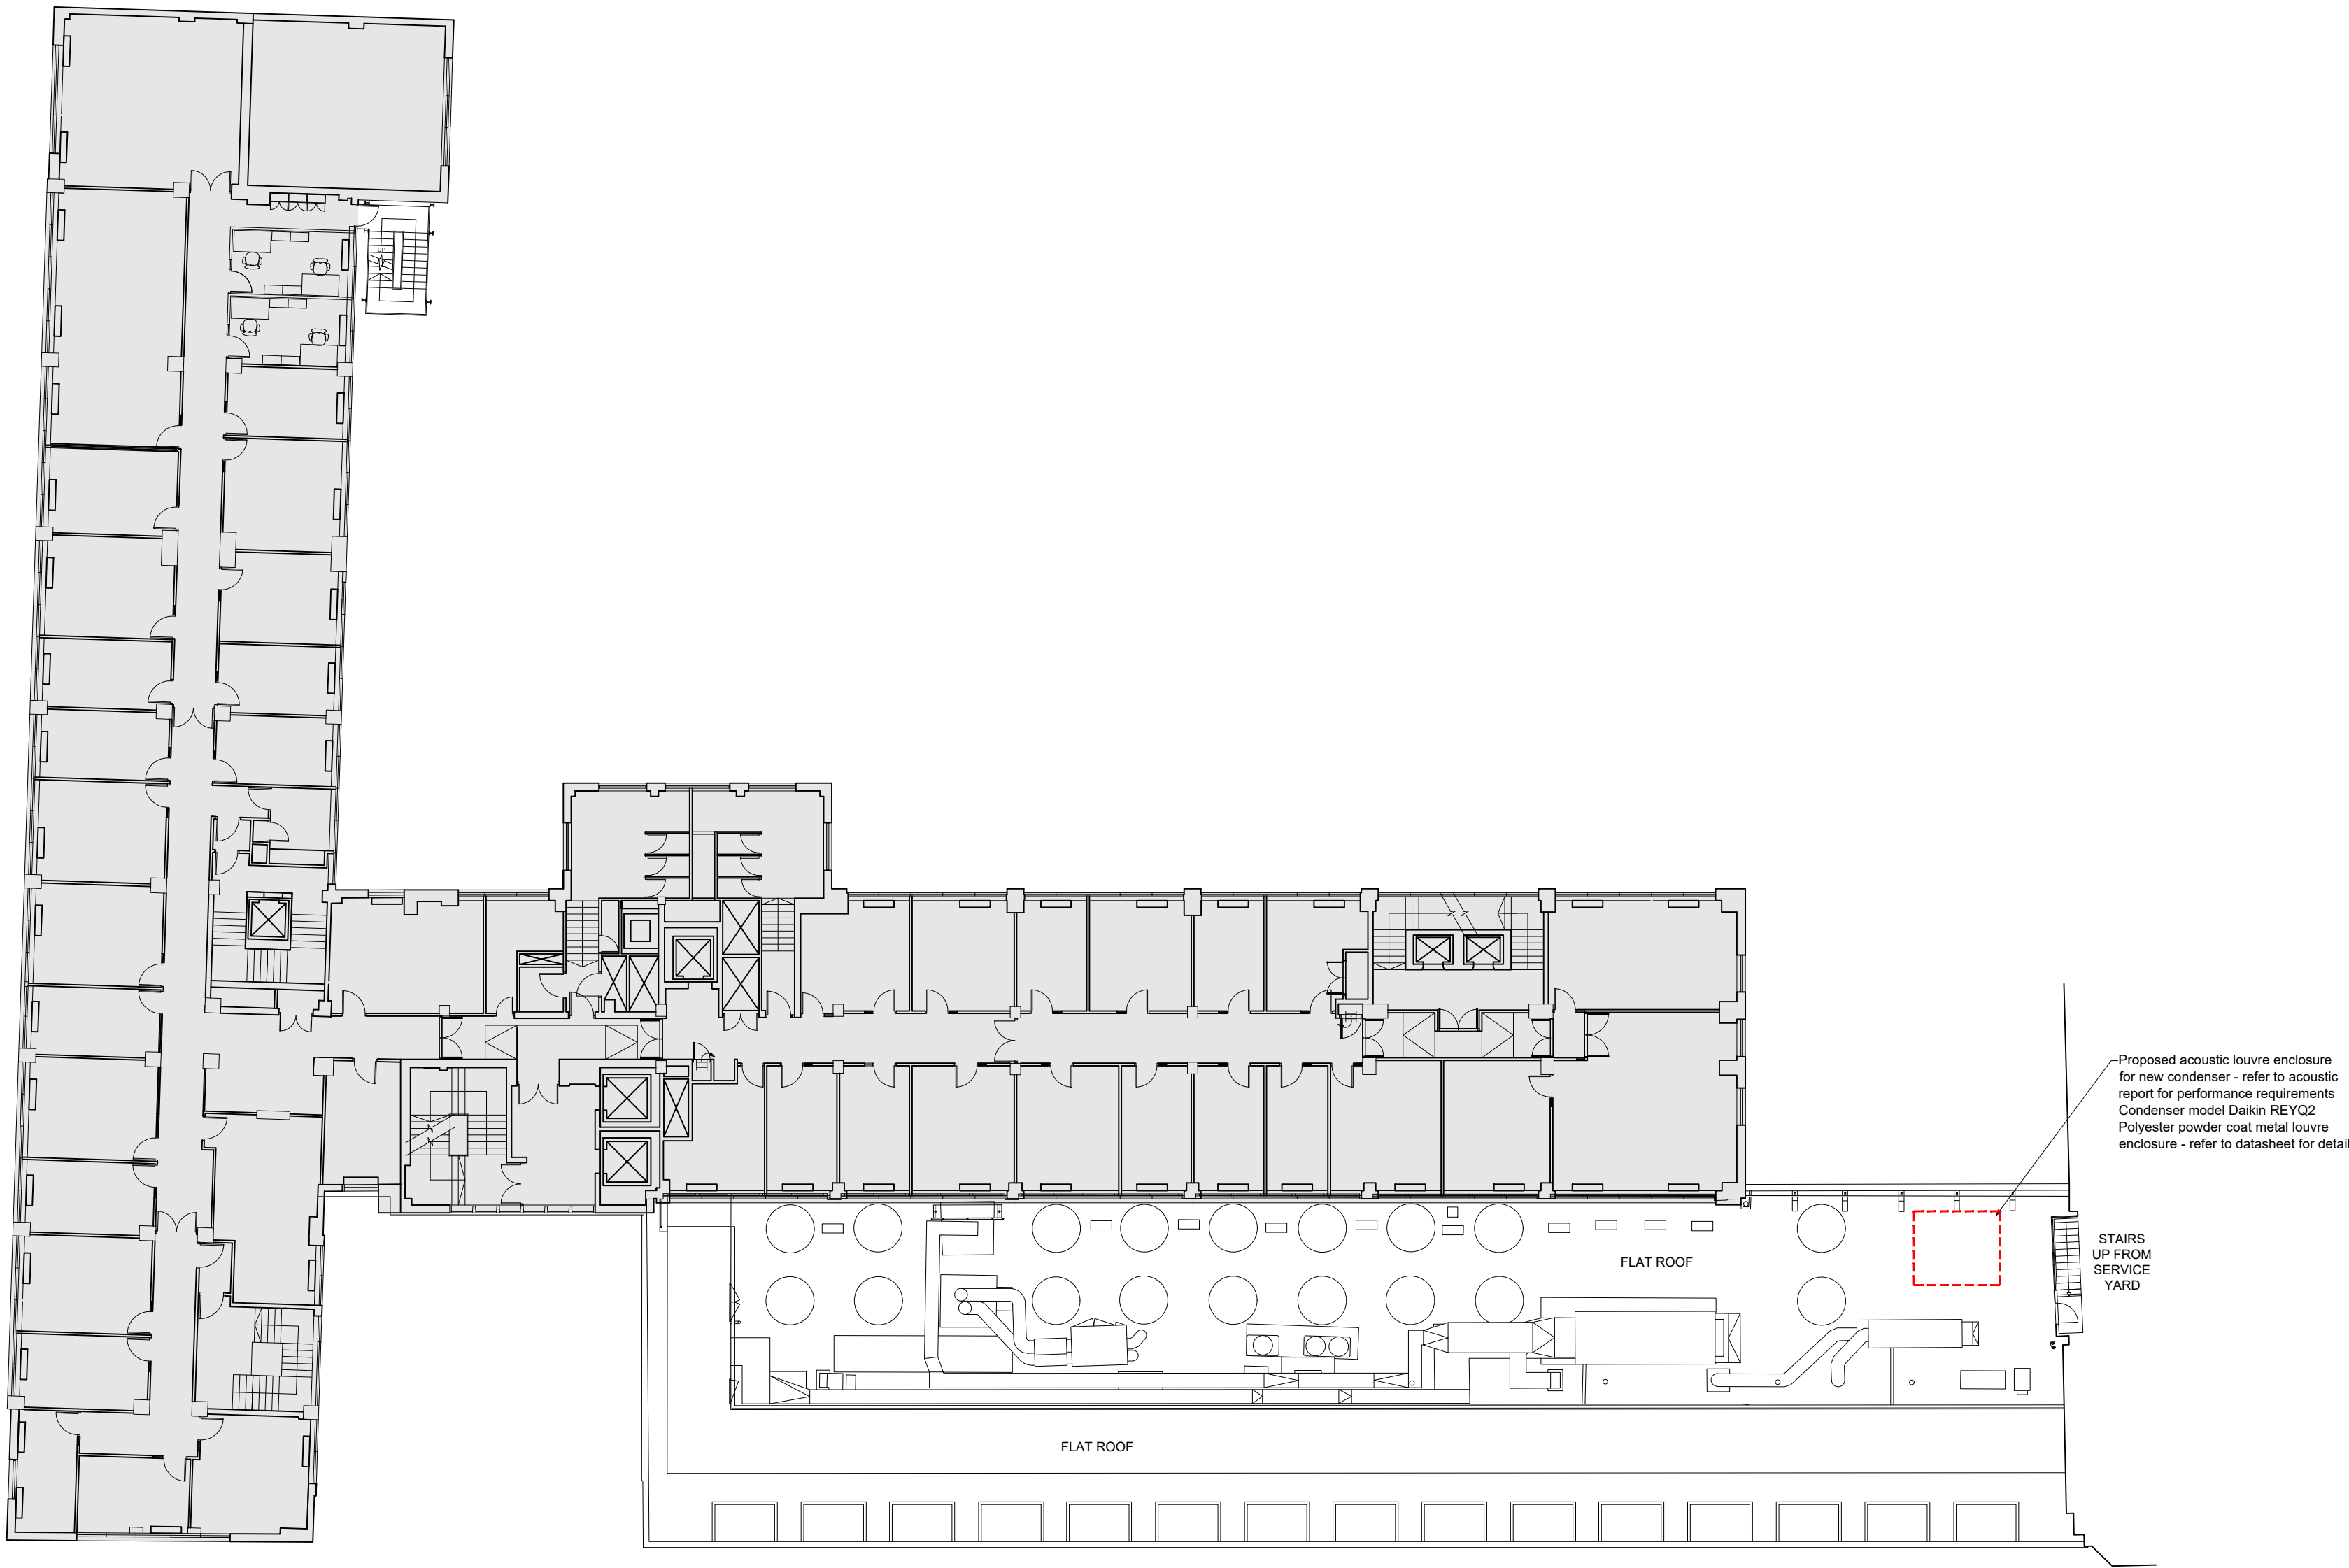 UP
Proposed acoustic louvre enclosure
for new condenser - refer to acoustic
report for performance requirements
Condenser model Daikin REYQ2
Polyester powder coat metal louvre
enclosure - refer to datasheet for detail
STAIRS
UP FROM
SERVICE
YARD
FLAT ROOF
FLAT ROOF